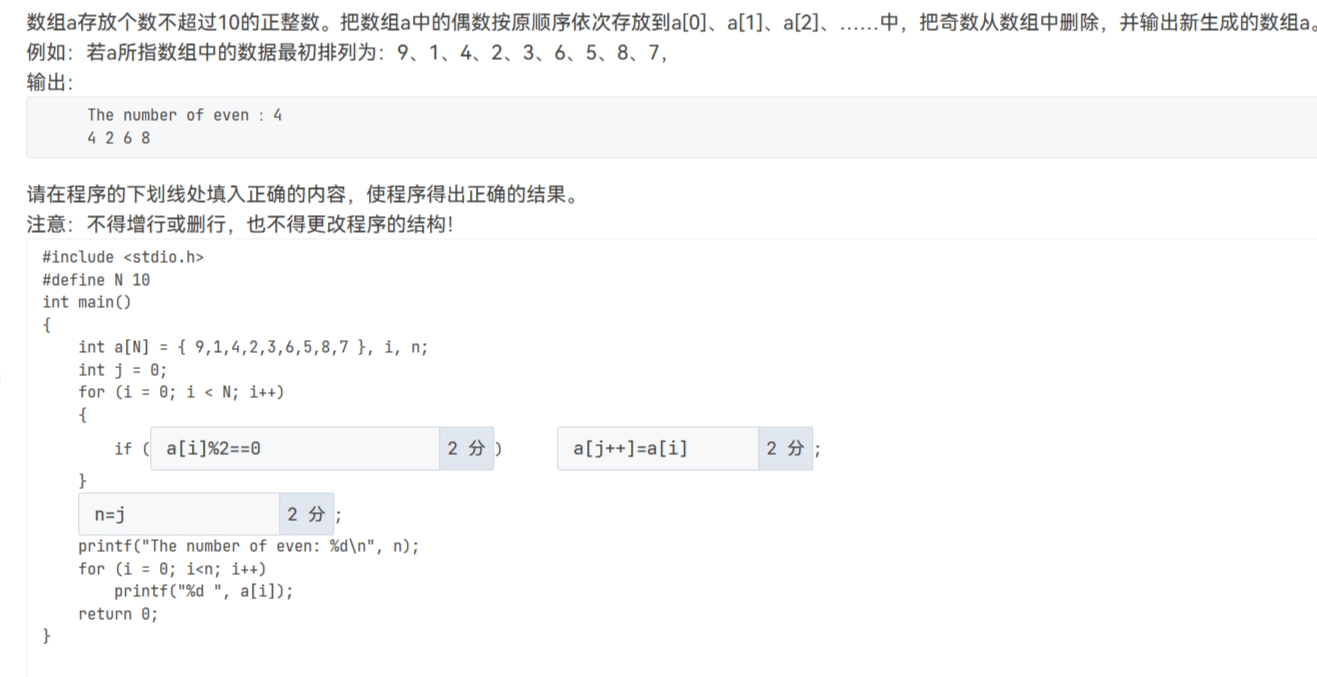 数组a存放个数不超过10的正整数。把数组a中的偶数按原顺序依次存放到a[0]、a[1]、a[2]、……中，把奇数从数组中删除，并输出新生成的数组a。
例如：若a所指数组中的数据最初排列为：9、1、4、2、3、6、5、8、7，
输出：
The number of even : 4
4 2 6 8
请在程序的下划线处填入正确的内容，使程序得出正确的结果。
注意：不得增行或删行，也不得更改程序的结构！
#include <stdio.h>
#define N 10
int main()
{
    int a[N] = { 9,1,4,2,3,6,5,8,7 }, i, n;
    int j = 0;
    for (i = 0; i < N; i++)
    {
        if ( a[i]%2==0 2 分 ) a[j++]=a[i] 2 分 ;
    }
    n=j 2 分 ;
    printf("The number of even: %d\n", n);
    for (i = 0; i<n; i++)
        printf("%d ", a[i]);
    return 0;
}